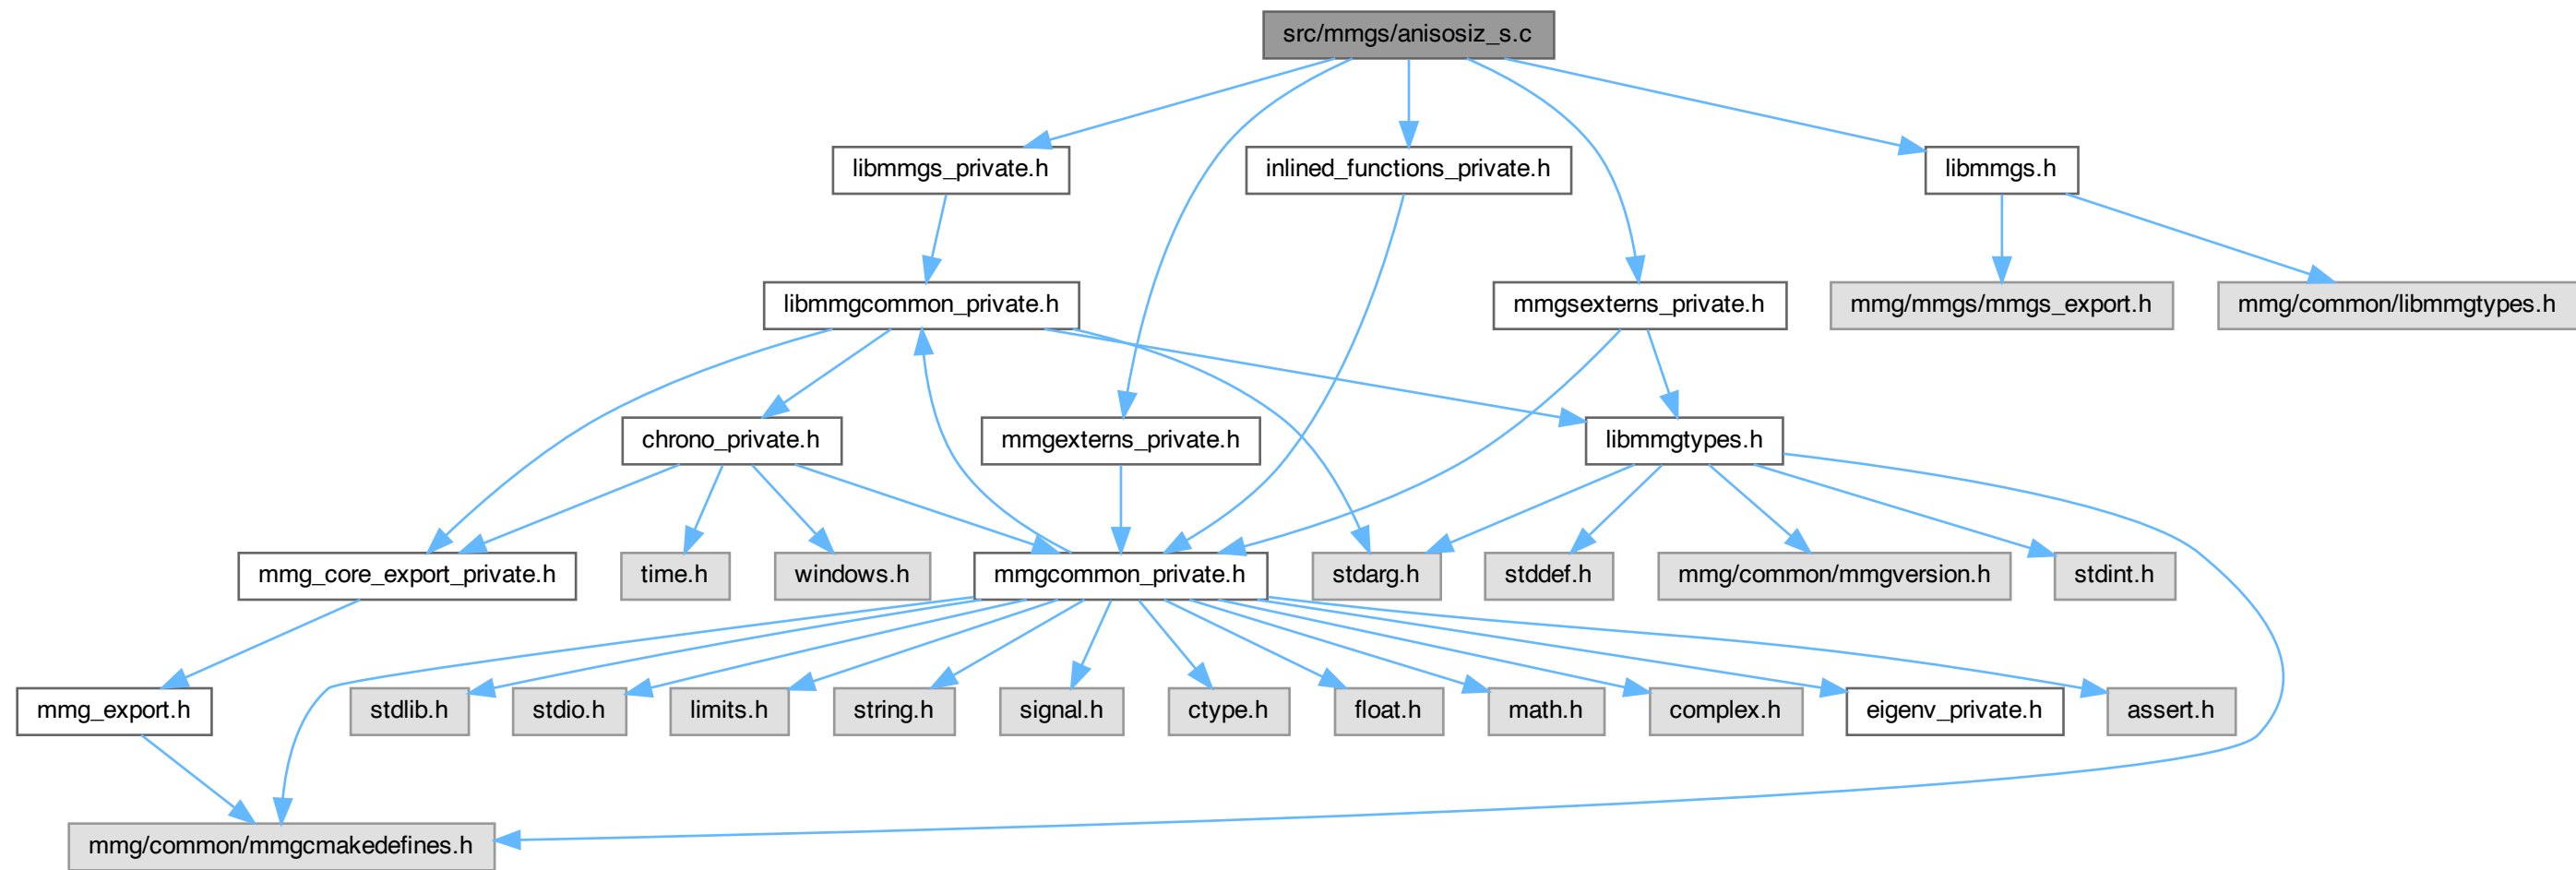 src/mmgs/anisosiz_s.c
libmmgs_private.h
inlined_functions_private.h
libmmgs.h
libmmgcommon_private.h
mmgsexterns_private.h
mmg/mmgs/mmgs_export.h
mmg/common/libmmgtypes.h
chrono_private.h
mmgexterns_private.h
libmmgtypes.h
mmg_core_export_private.h
time.h
windows.h
mmgcommon_private.h
stdarg.h
stddef.h
mmg/common/mmgversion.h
stdint.h
mmg_export.h
stdlib.h
stdio.h
limits.h
string.h
signal.h
ctype.h
float.h
math.h
complex.h
eigenv_private.h
assert.h
mmg/common/mmgcmakedefines.h